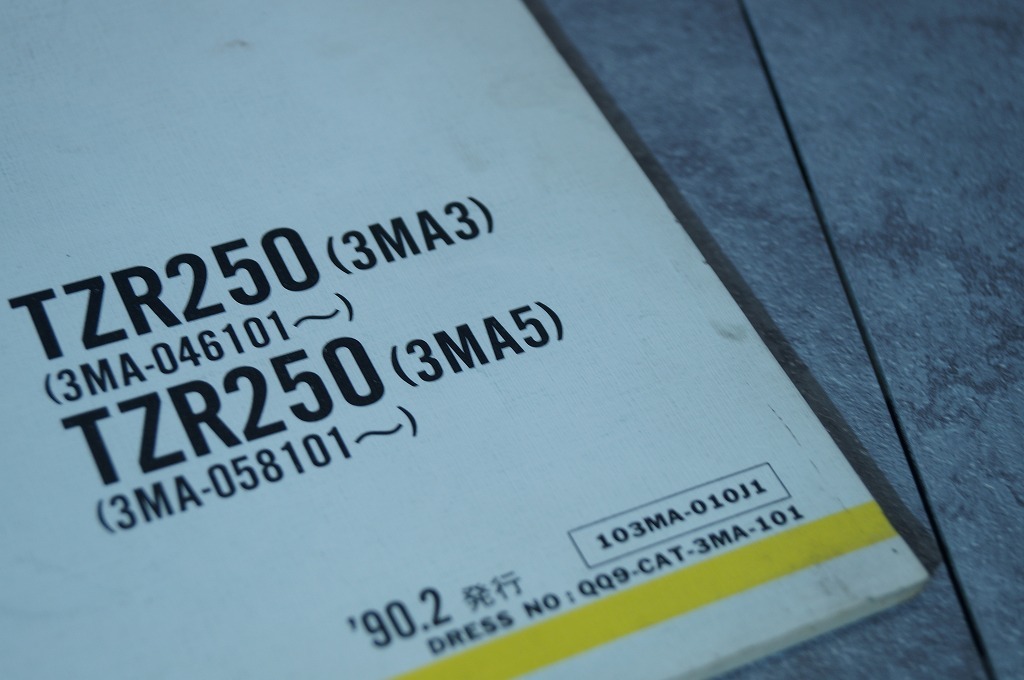 TZR250(3MA3)
(3MA-046101〜)
TZR250(3MA5)
(3MA-058101〜)
103MA-010J1
'90.2 発行
DRESS NO:QQ9-CAT-3MA-101